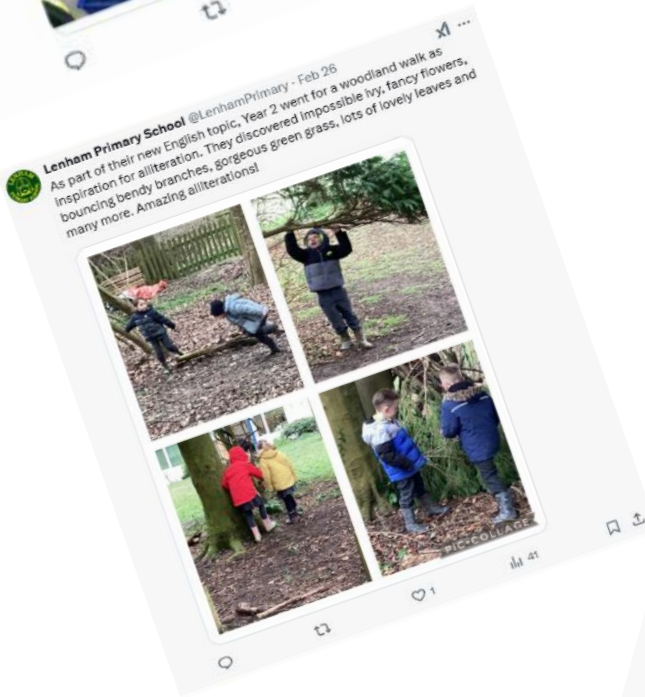 Lenham Primary School @LenhamPrimary · Feb 26
As part of their new English topic, Year 2 went for a woodland walk as
inspiration for alliteration. They discovered impossible ivy, fancy flowers,
bouncing bendy branches, gorgeous green grass, lots of lovely leaves and
many more. Amazing alliterations!
PIC•COLLAGE
1
41